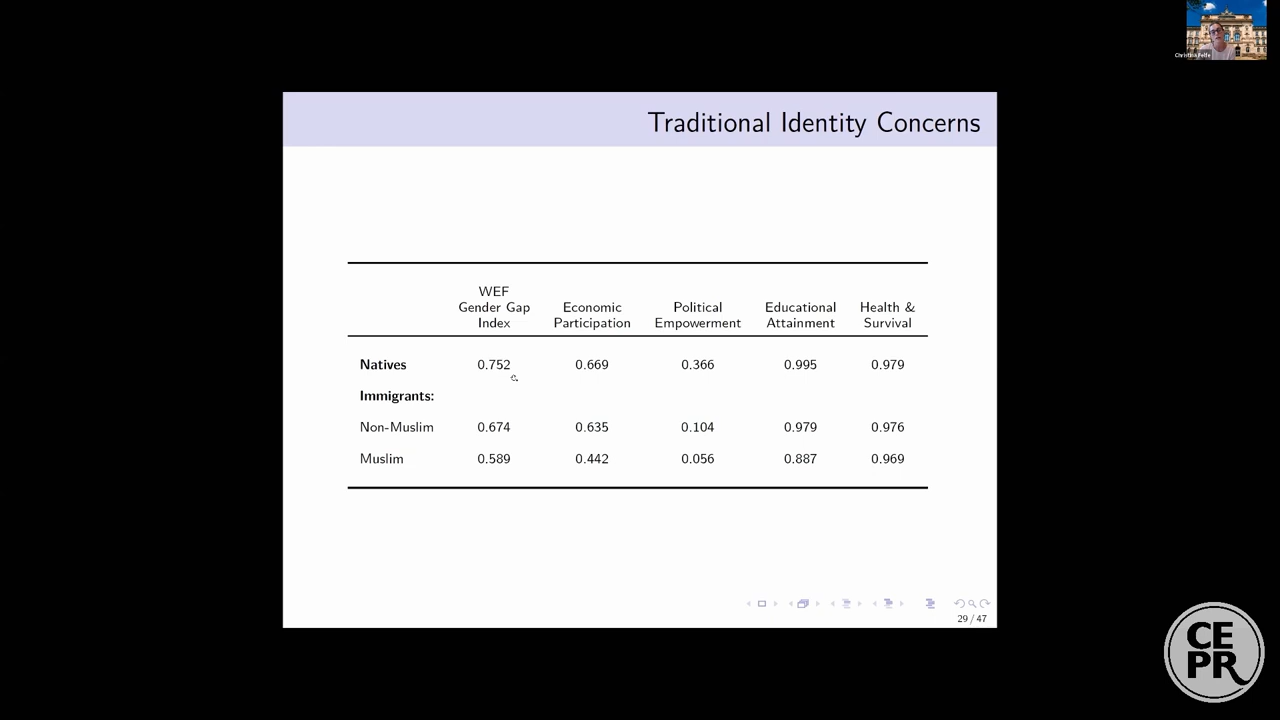 Christina Felfe
Traditional Identity Concerns
WEF
Gender Gap Economic Political Educational Health &
Index Participation Empowerment Attainment Survival
Natives 0.752 0.669 0.366 0.995 0.979
Immigrants:
Non-Muslim 0.674 0.635 0.104 0.979 0.976
Muslim 0.589 0.442 0.056 0.887 0.969
29 / 47
CE
PR